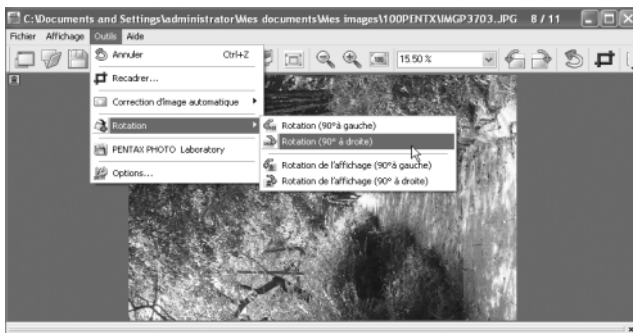 C:\Documents and Settings\administrator\Mes documents\Mes images\100PENTX\IMGP3703.JPG 8 / 11
Fichier Affichage Outils Aide
Annuler Ctrl+Z
15.50 %
Recadrer...
Correction d'image automatique
Rotation
Rotation (90°à gauche)
Rotation (90° à droite)
PENTAX PHOTO Laboratory
Rotation de l'affichage (90°à gauche)
Options...
Rotation de l'affichage (90° à droite)